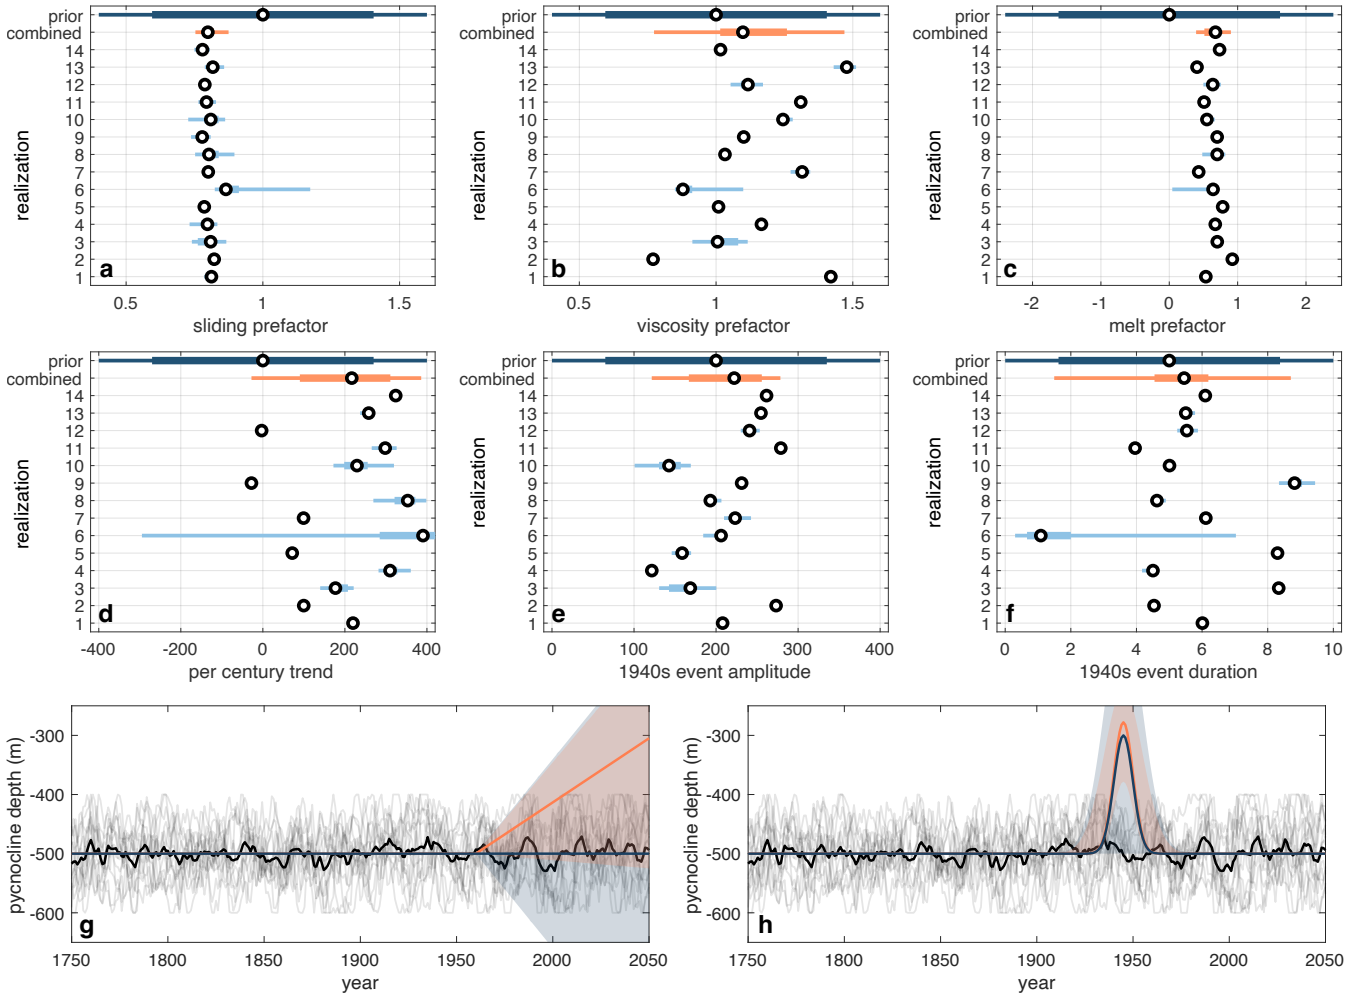 prior
combined
14
13
12
11
10
9
8
7
6
5
4
3
2
1
realization
a
0.5 1 1.5
sliding prefactor
prior
combined
14
13
12
11
10
9
8
7
6
5
4
3
2
1
realization
b
0.5 1 1.5
viscosity prefactor
prior
combined
14
13
12
11
10
9
8
7
6
5
4
3
2
1
realization
c
-2 -1 0 1 2
melt prefactor
prior
combined
14
13
12
11
10
9
8
7
6
5
4
3
2
1
realization
d
-400 -200 0 200 400
per century trend
prior
combined
14
13
12
11
10
9
8
7
6
5
4
3
2
1
realization
e
0 100 200 300 400
1940s event amplitude
prior
combined
14
13
12
11
10
9
8
7
6
5
4
3
2
1
realization
f
0 2 4 6 8 10
1940s event duration
-300
-400
-500
-600
pycnocline depth (m)
g
1750 1800 1850 1900 1950 2000 2050
year
-300
-400
-500
-600
pycnocline depth (m)
h
1750 1800 1850 1900 1950 2000 2050
year